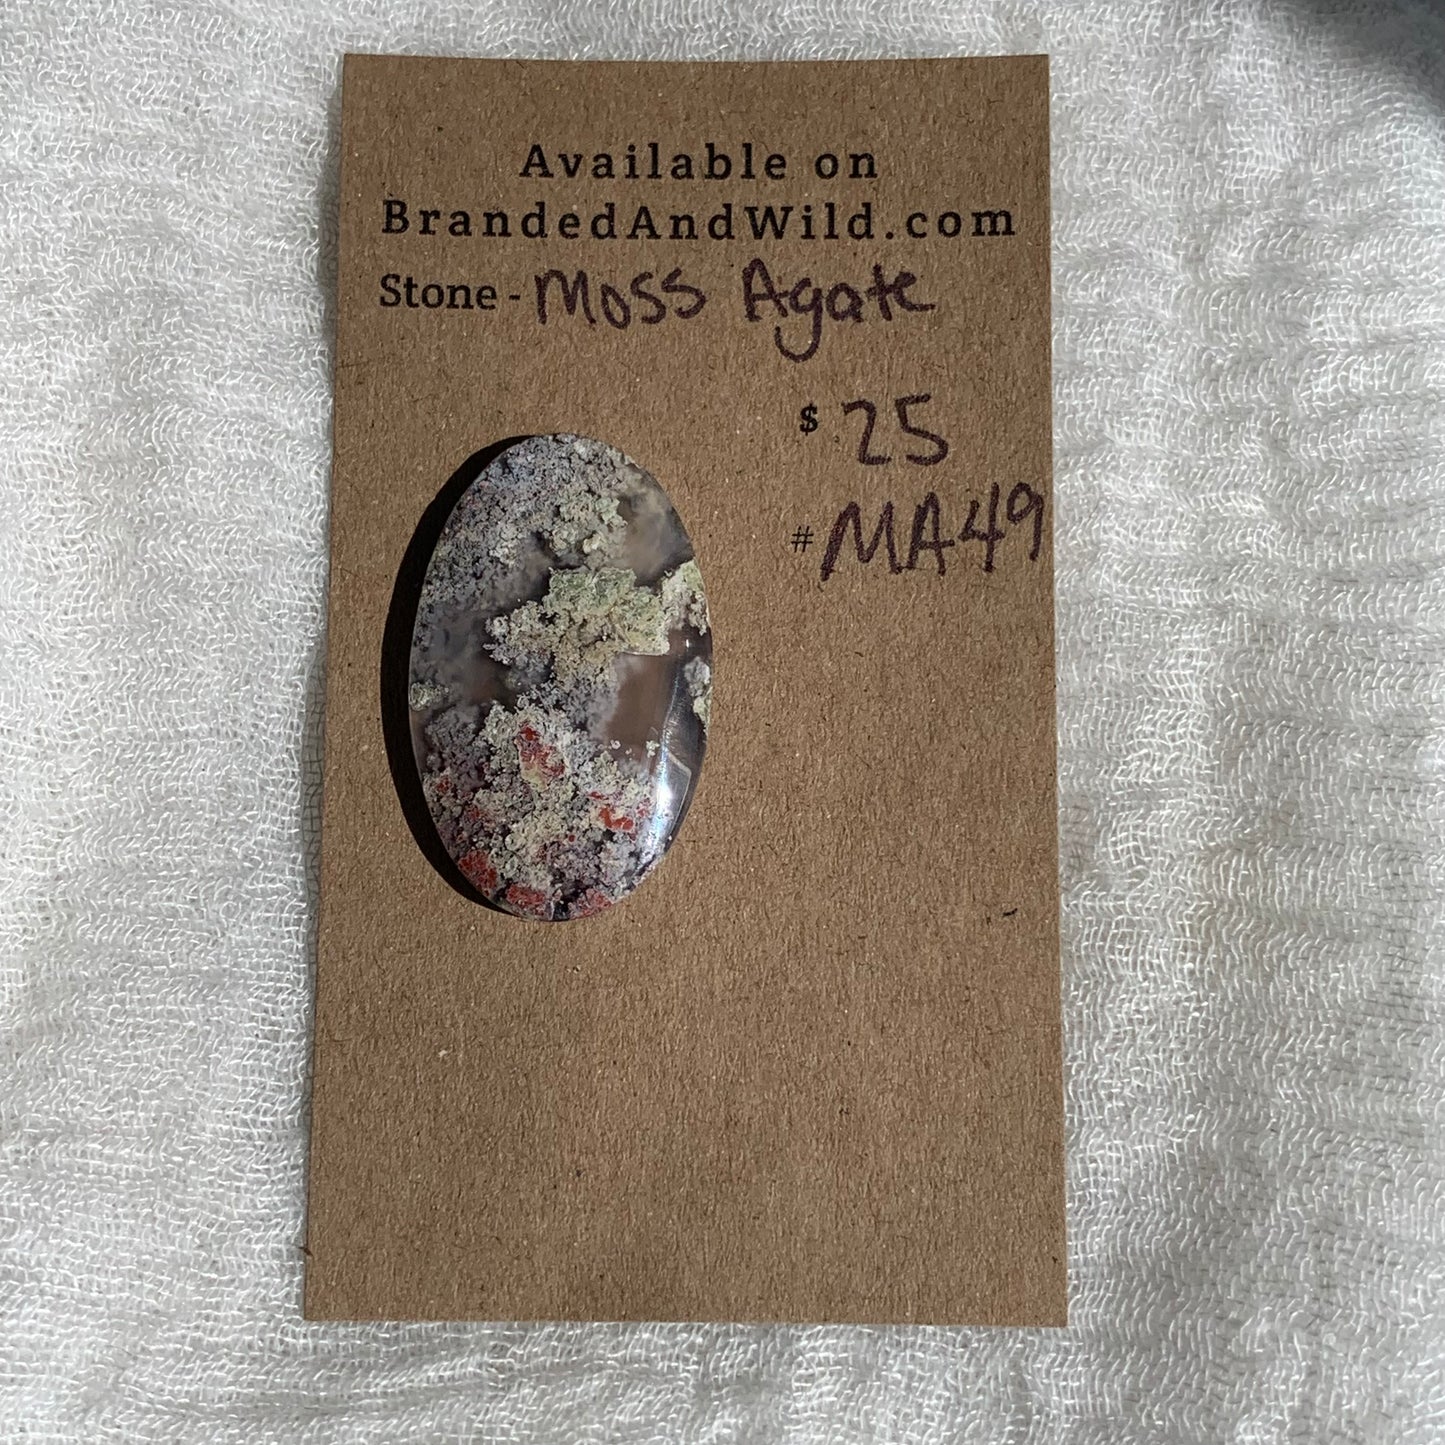 Available on
BrandedAndWild.com
Stone - Moss Agate
$ 25
# MA49